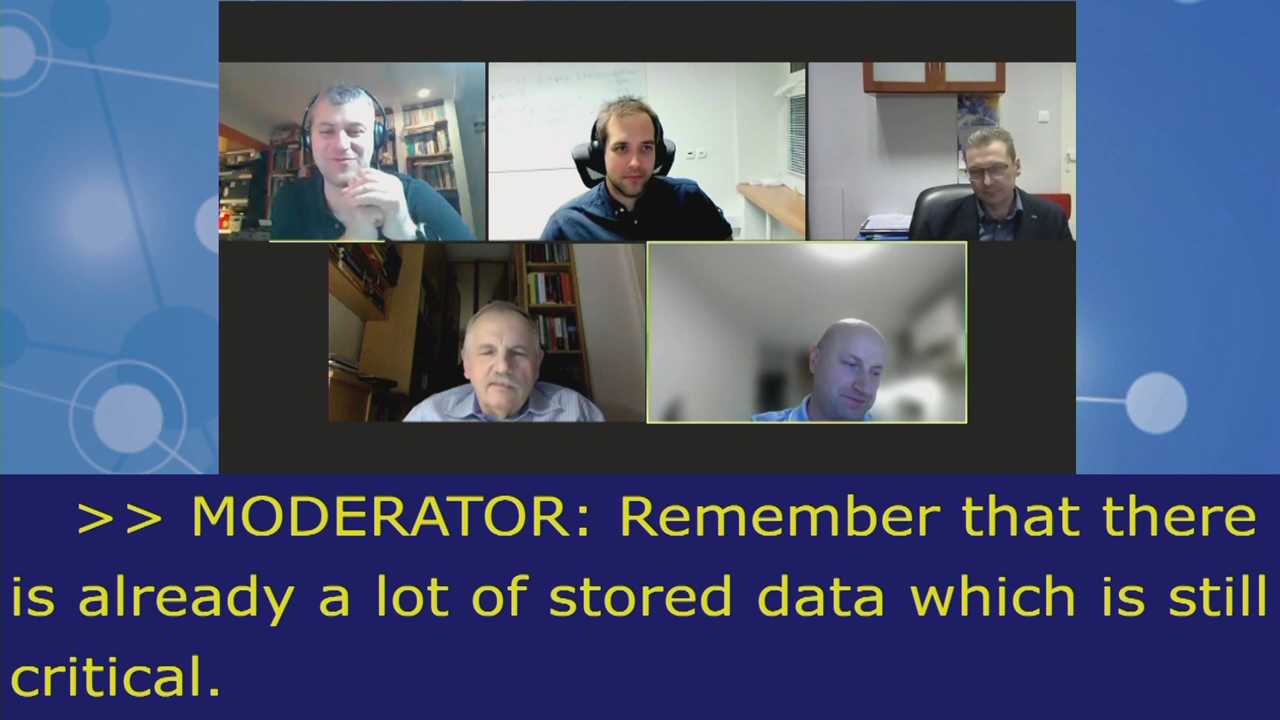 >> MODERATOR: Remember that there
is already a lot of stored data which is still
critical.